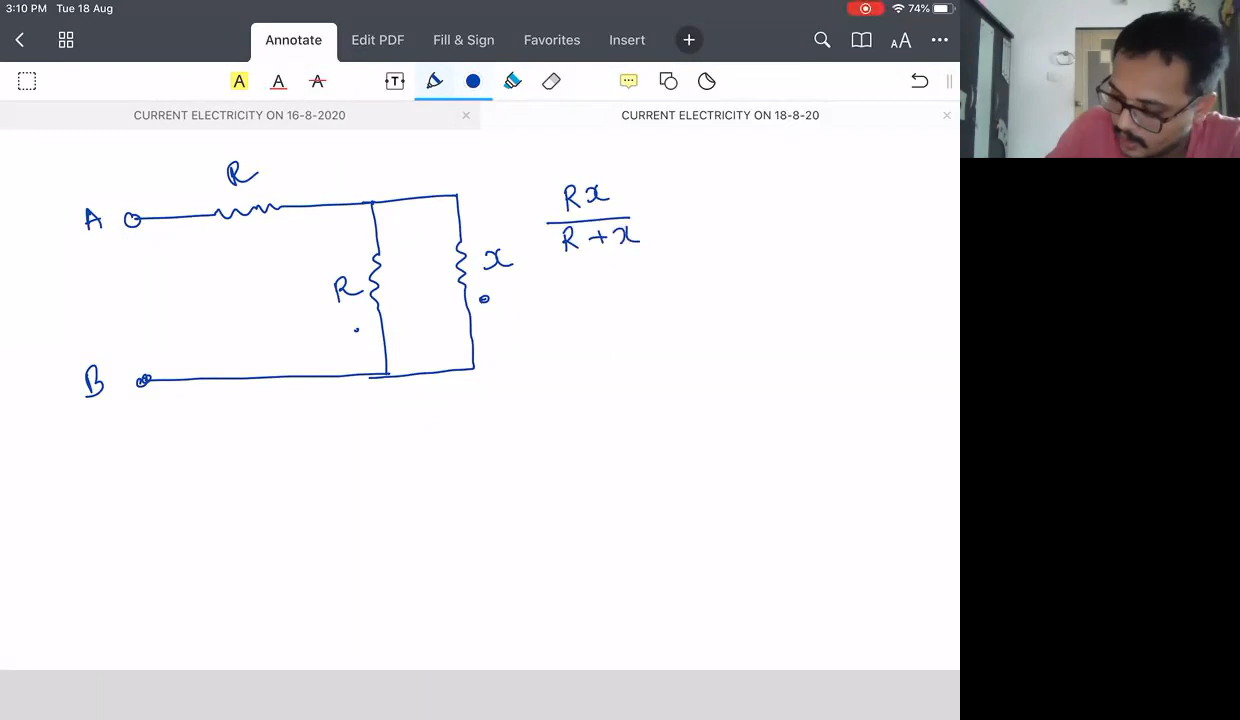 3:10 PM Tue 18 Aug 74%
Annotate Edit PDF Fill & Sign Favorites Insert
CURRENT ELECTRICITY ON 16-8-2020
CURRENT ELECTRICITY ON 18-8-20
R
A
R
x
B
Rx
R + x